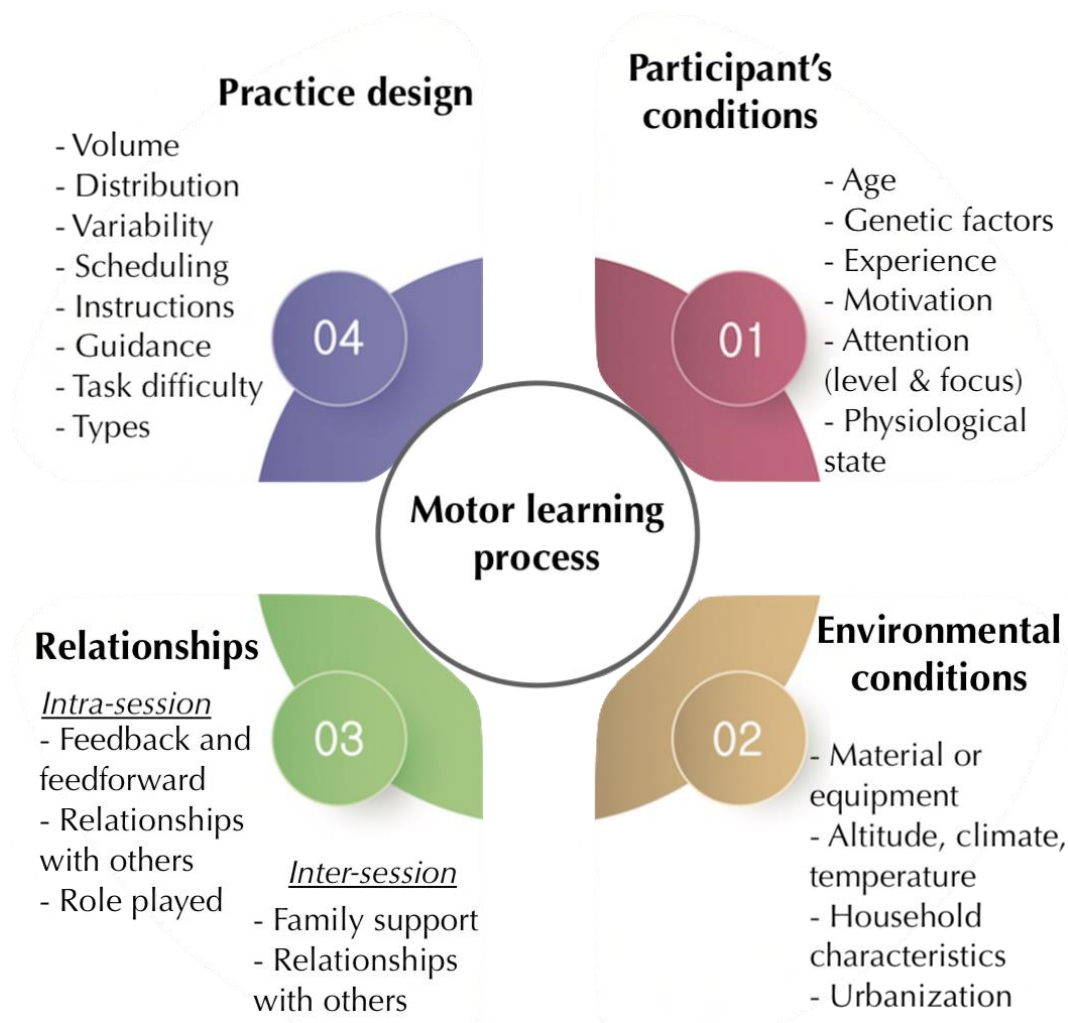 Practice design
- Volume
- Distribution
- Variability
- Scheduling
- Instructions
- Guidance
- Task difficulty
- Types
04
Participant's
conditions
- Age
- Genetic factors
- Experience
- Motivation
- Attention
(level & focus)
- Physiological
state
01
Motor learning
process
Relationships
Intra-session
- Feedback and
feedforward
- Relationships
with others
- Role played
03
Inter-session
- Family support
- Relationships
with others
Environmental
conditions
02
- Material or
equipment
- Altitude, climate,
temperature
- Household
characteristics
- Urbanization